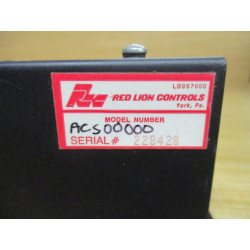 LB997000
RLC RED LION CONTROLS
York, Pa.
MODEL NUMBER
ACS00000
SERIAL# 228428